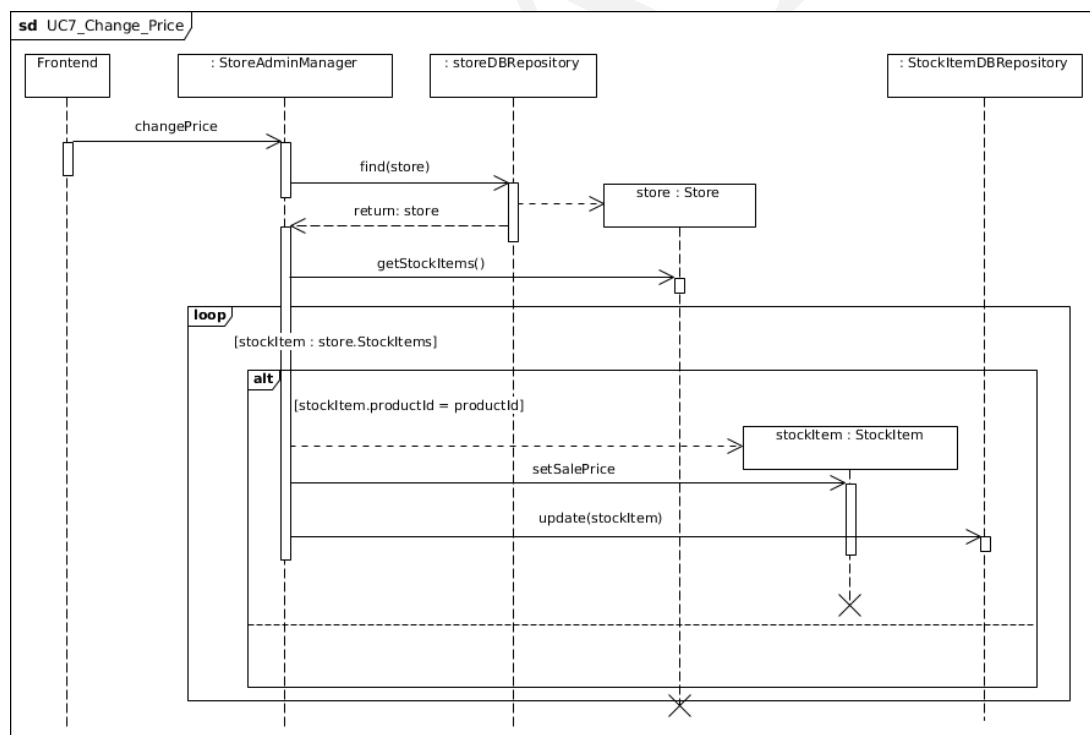 sd UC7_Change_Price
Frontend
: StoreAdminManager
: storeDBRepository
: StockItemDBRepository
changePrice
find(store)
store : Store
return: store
getStockItems()
loop
[stockItem : store.StockItems]
alt
[stockItem.productId = productId]
stockItem : StockItem
setSalePrice
update(stockItem)